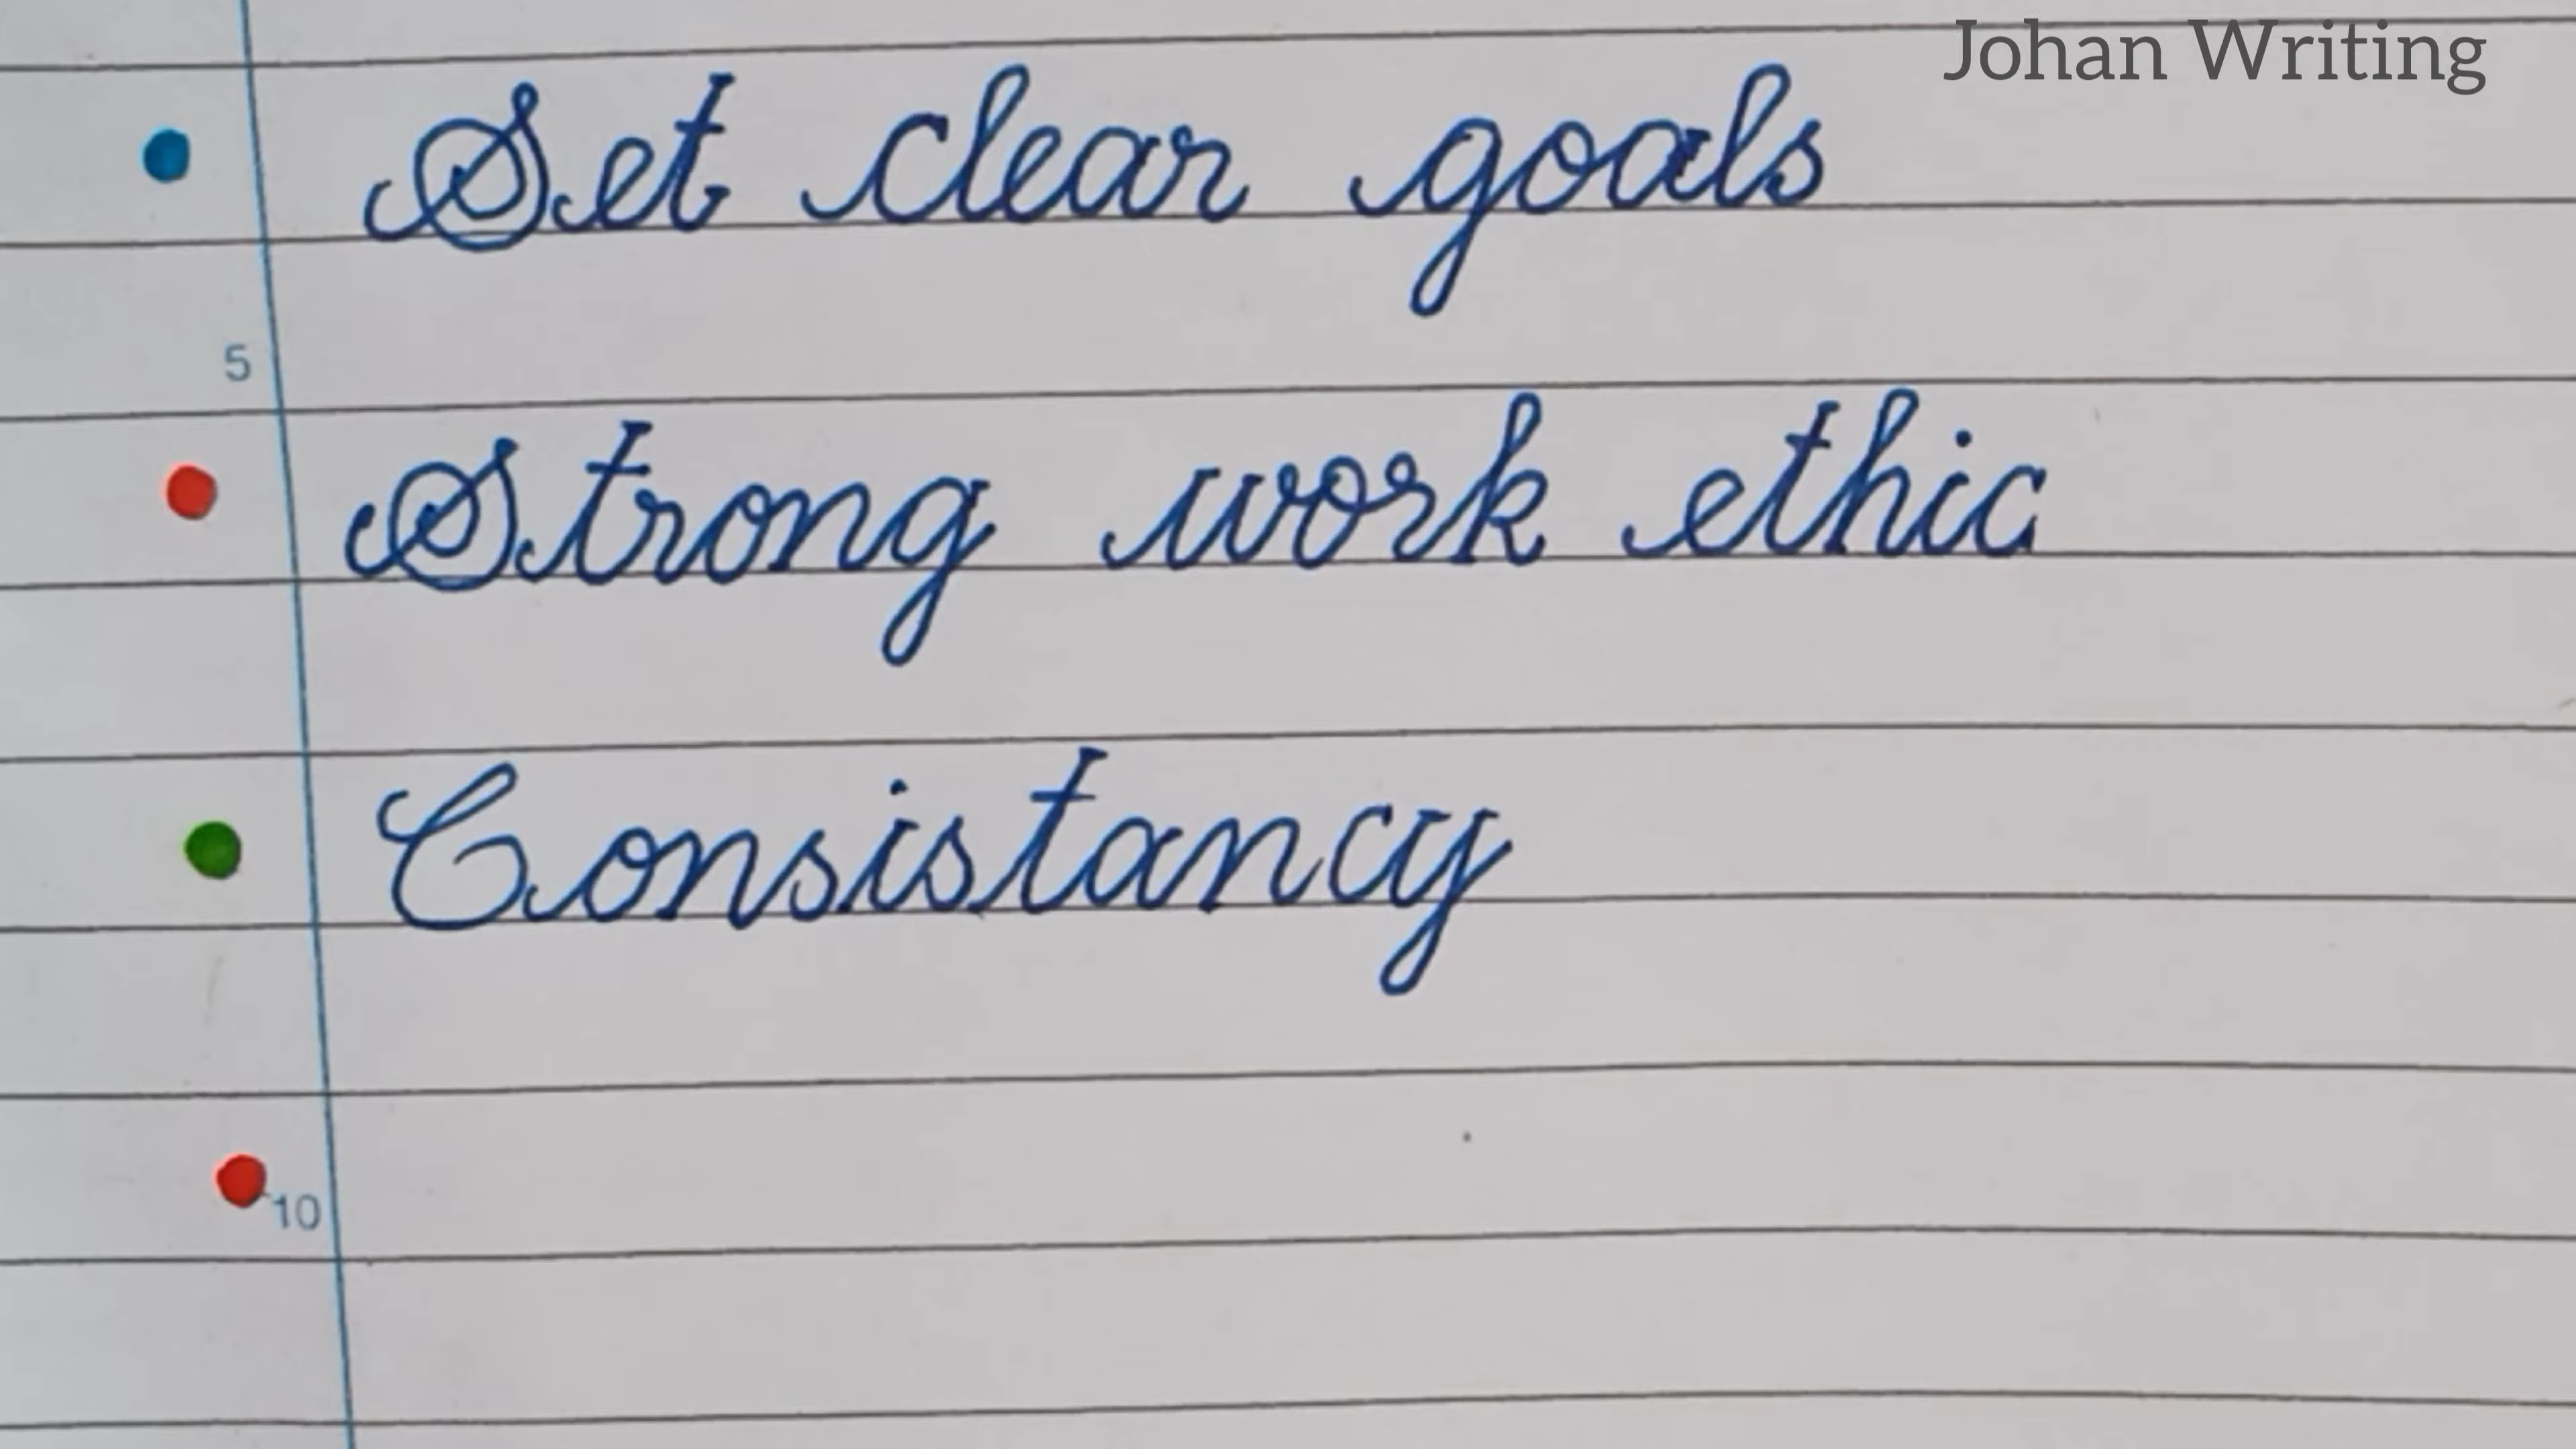 Johan Writing
Set clear goals
5
Strong work ethic
Consistancy
10